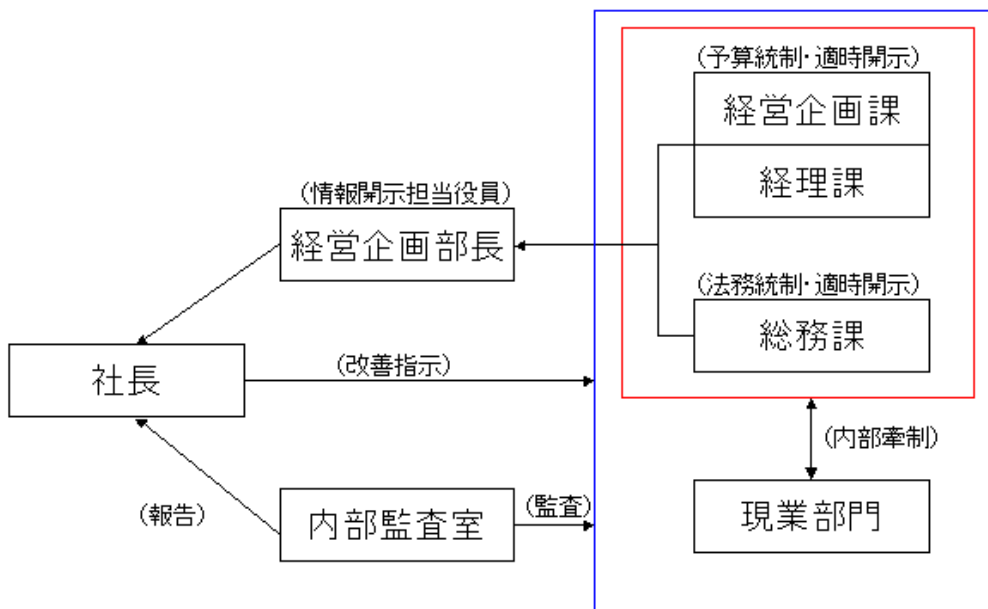 (予算統制・適時開示)
経営企画課
経理課
(情報開示担当役員)
経営企画部長
(法務統制・適時開示)
総務課
社長
(改善指示)
(内部牽制)
(報告)
内部監査室
(監査)
現業部門